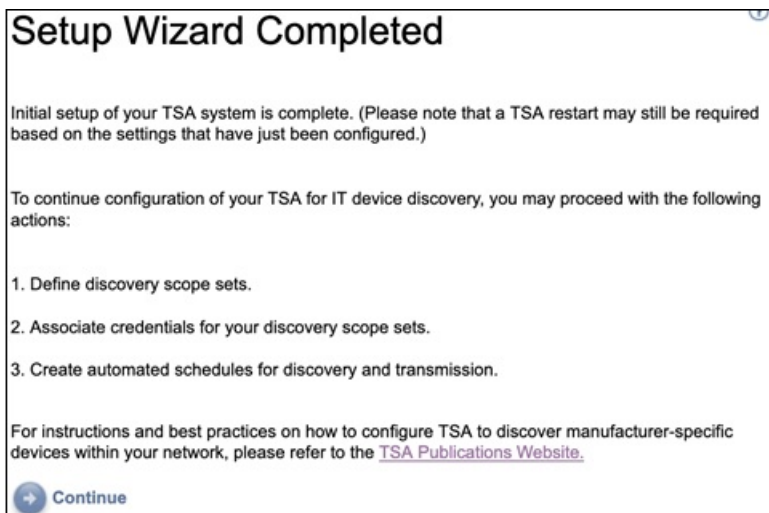 Setup Wizard Completed
Initial setup of your TSA system is complete. (Please note that a TSA restart may still be required
based on the settings that have just been configured.)
To continue configuration of your TSA for IT device discovery, you may proceed with the following
actions:
1. Define discovery scope sets.
2. Associate credentials for your discovery scope sets.
3. Create automated schedules for discovery and transmission.
For instructions and best practices on how to configure TSA to discover manufacturer-specific
devices within your network, please refer to the TSA Publications Website.
Continue